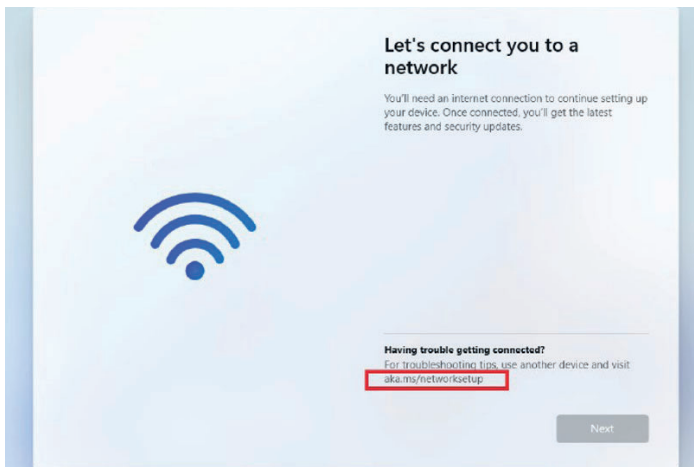 Let's connect you to a
network
You'll need an internet connection to continue setting up
your device. Once connected, you'll get the latest
features and security updates.
Having trouble getting connected?
For troubleshooting tips, use another device and visit
aka.ms/networksetup
Next